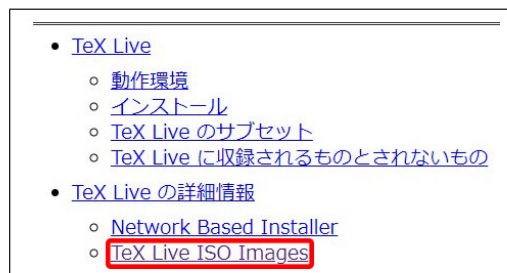 TeX Live
動作環境
インストール
TeX Live のサブセット
TeX Live に収録されるものとされないもの
TeX Live の詳細情報
Network Based Installer
TeX Live ISO Images